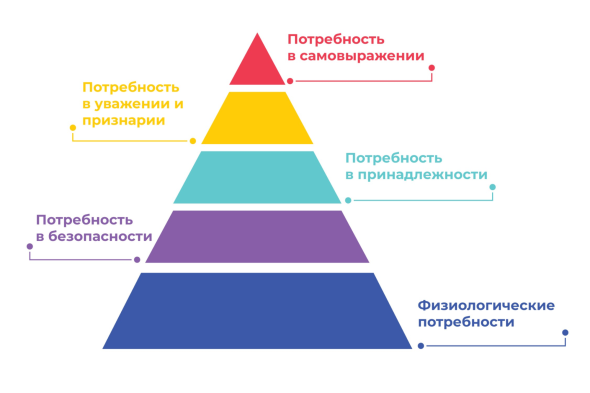 Потребность
в самовыражении
Потребность
в уважении и
признарии
Потребность
в принадлежности
Потребность
в безопасности
Физиологические
потребности